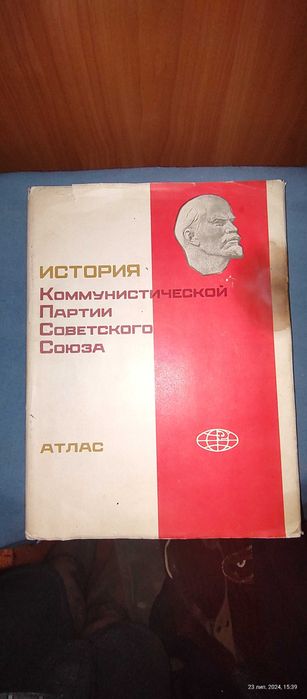 ИСТОРИЯ
КОММУНИСТИЧЕСКОЙ
ПАРТИИ
СОВЕТСКОГО
СОЮЗА
АТЛАС
23 лип. 2024, 15:39